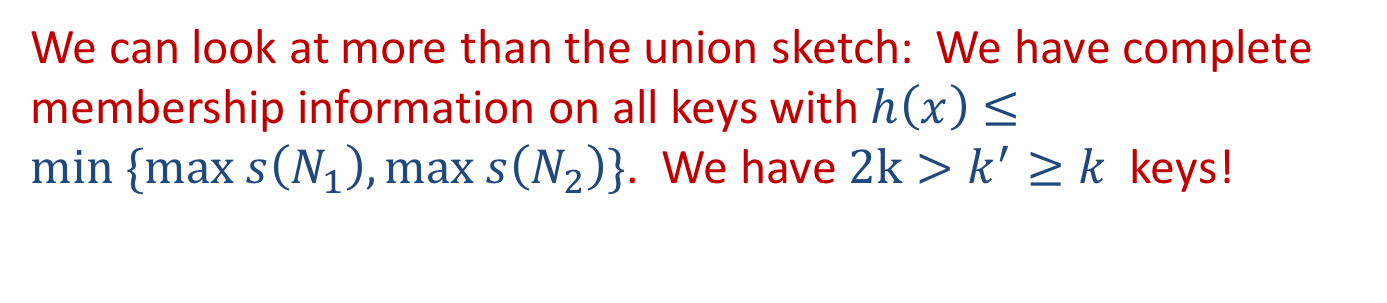 We can look at more than the union sketch: We have complete
membership information on all keys with ℎ(𝑥) ≤
min {max 𝑠(𝑁₁), max 𝑠(𝑁₂)}. We have 2k > 𝑘′ ≥ 𝑘 keys!